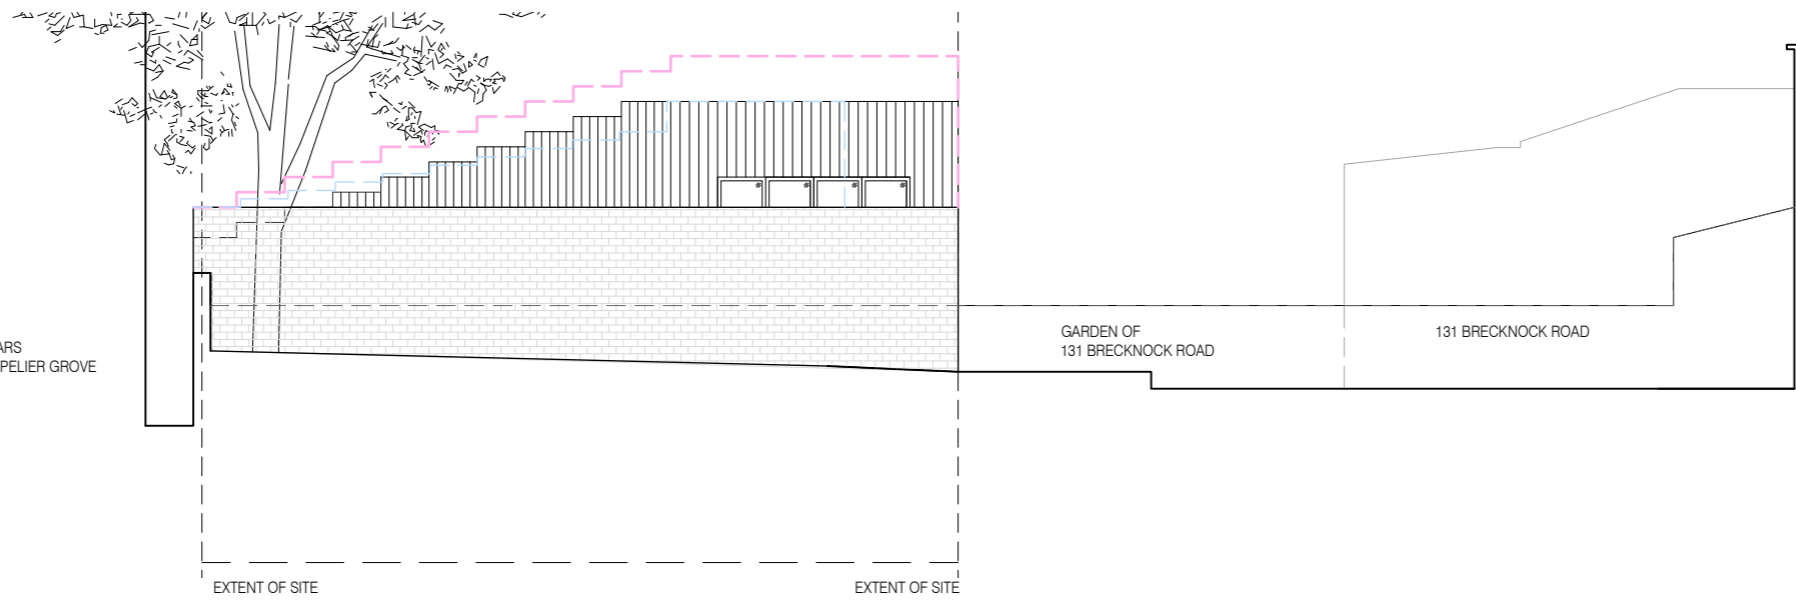 ARS
PELIER GROVE
GARDEN OF
131 BRECKNOCK ROAD
131 BRECKNOCK ROAD
EXTENT OF SITE
EXTENT OF SITE